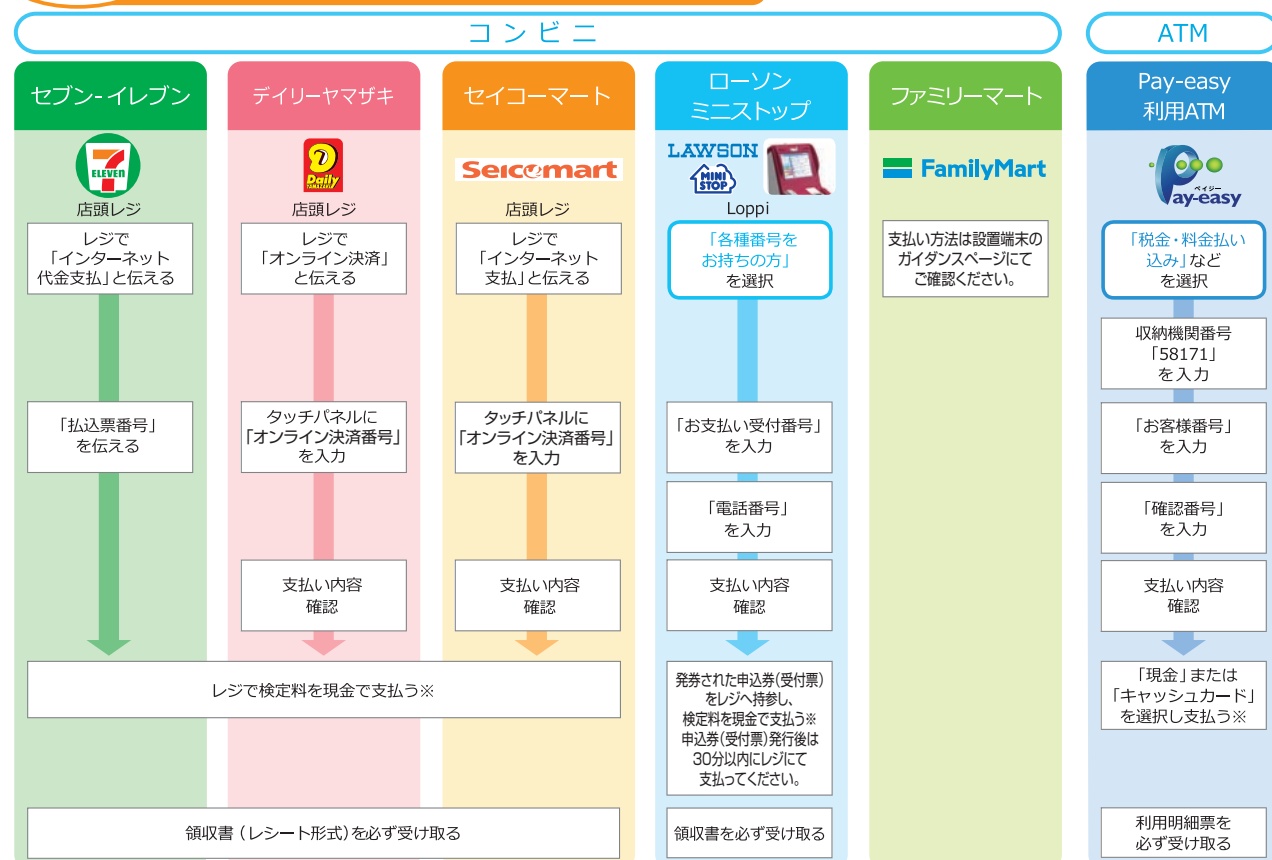 コンビニ
ATM
セブン-イレブン
7
ELEVEN
店頭レジ
レジで
「インターネット
代金支払」と伝える
「払込票番号」
を伝える
デイリーヤマザキ
Daily
YAMAZAKI
店頭レジ
レジで
「オンライン決済」
と伝える
タッチパネルに
「オンライン決済番号」
を入力
支払い内容
確認
セイコーマート
Seicomart
店頭レジ
レジで
「インターネット
支払」と伝える
タッチパネルに
「オンライン決済番号」
を入力
支払い内容
確認
レジで検定料を現金で支払う※
領収書（レシート形式）を必ず受け取る
ローソン
ミニストップ
LAWSON
MINI
STOP
Loppi
「各種番号を
お持ちの方」
を選択
「お支払い受付番号」
を入力
「電話番号」
を入力
支払い内容
確認
発券された申込券(受付票)
をレジへ持参し、
検定料を現金で支払う※
申込券(受付票)発行後は
30分以内にレジにて
支払ってください。
領収書を必ず受け取る
ファミリーマート
FamilyMart
支払い方法は設置端末の
ガイダンスページにて
ご確認ください。
Pay-easy
利用ATM
ペイジー
Pay-easy
「税金・料金払い
込み」など
を選択
収納機関番号
「58171」
を入力
「お客様番号」
を入力
「確認番号」
を入力
支払い内容
確認
「現金」または
「キャッシュカード」
を選択し支払う※
利用明細票を
必ず受け取る